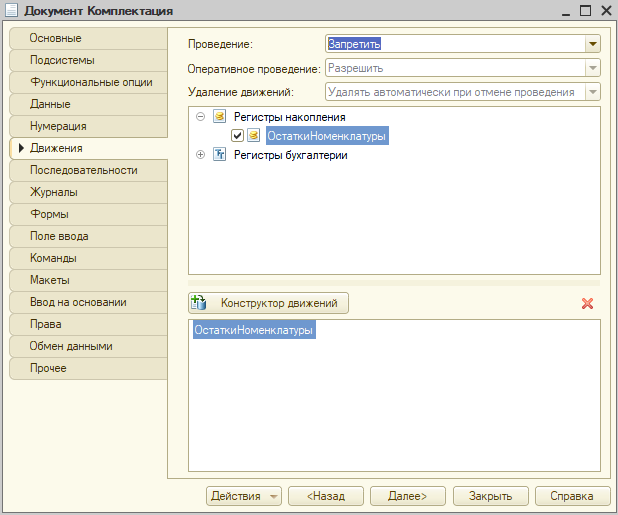 Документ Комплектация
Основные
Подсистемы
Функциональные опции
Данные
Нумерация
Движения
Последовательности
Журналы
Формы
Поле ввода
Команды
Макеты
Ввод на основании
Права
Обмен данными
Прочее
Проведение: Запретить
Оперативное проведение: Разрешить
Удаление движений: Удалять автоматически при отмене проведения
Регистры накопления
ОстаткиНоменклатуры
Регистры бухгалтерии
Конструктор движений
ОстаткиНоменклатуры
Действия <Назад Далее> Закрыть Справка